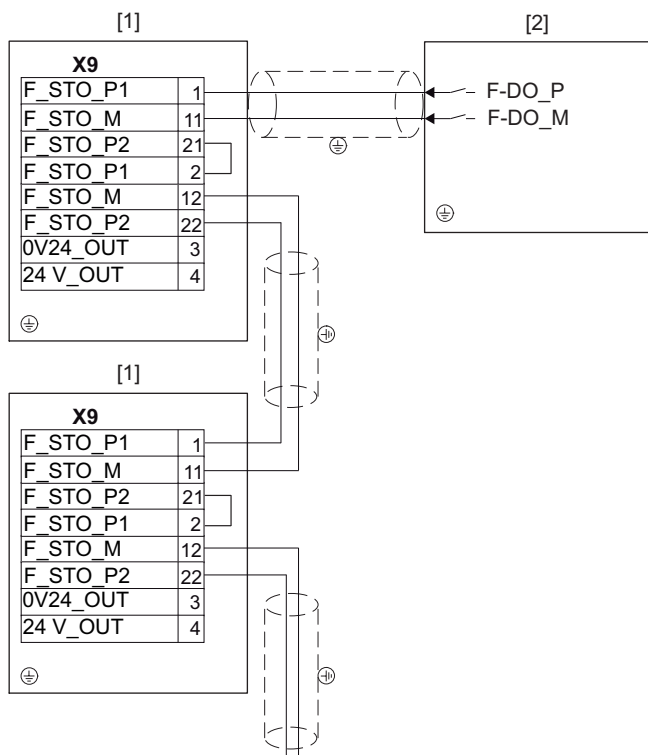 [1]
[2]
X9
F_STO_P1 1
F_STO_M 11
F_STO_P2 21
F_STO_P1 2
F_STO_M 12
F_STO_P2 22
0V24_OUT 3
24 V_OUT 4
F-DO_P
F-DO_M
[1]
X9
F_STO_P1 1
F_STO_M 11
F_STO_P2 21
F_STO_P1 2
F_STO_M 12
F_STO_P2 22
0V24_OUT 3
24 V_OUT 4